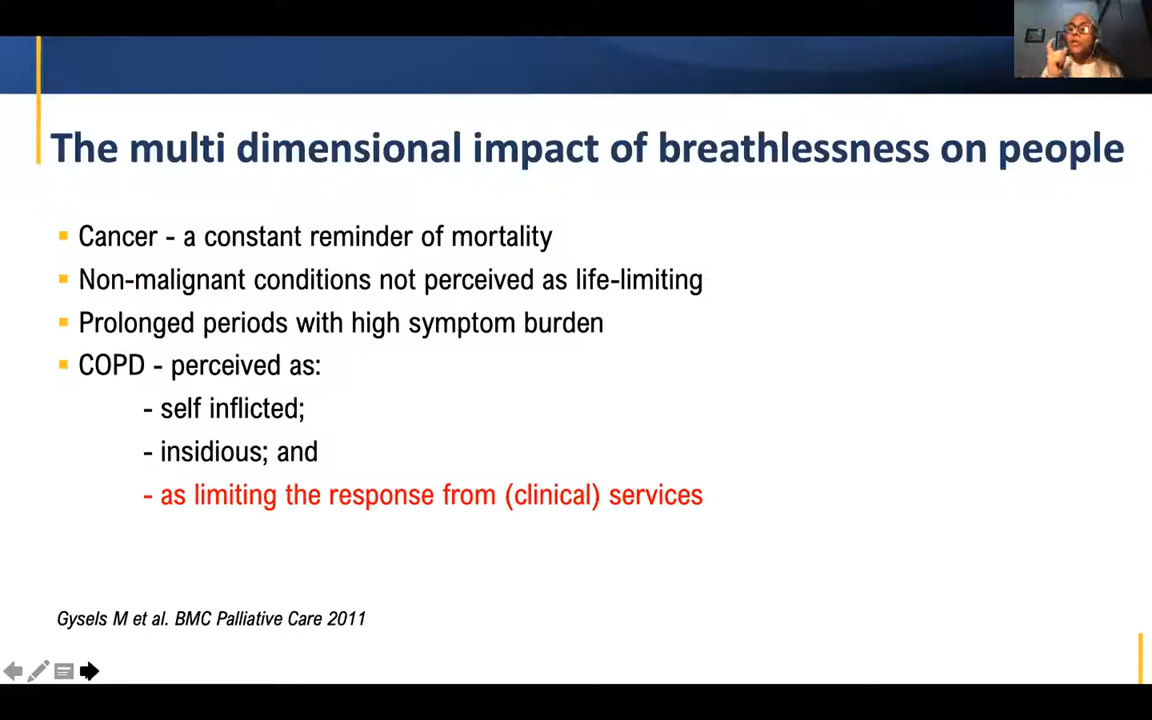 The multi dimensional impact of breathlessness on people
▪ Cancer - a constant reminder of mortality
▪ Non-malignant conditions not perceived as life-limiting
▪ Prolonged periods with high symptom burden
▪ COPD - perceived as:
- self inflicted;
- insidious; and
- as limiting the response from (clinical) services
Gysels M et al. BMC Palliative Care 2011